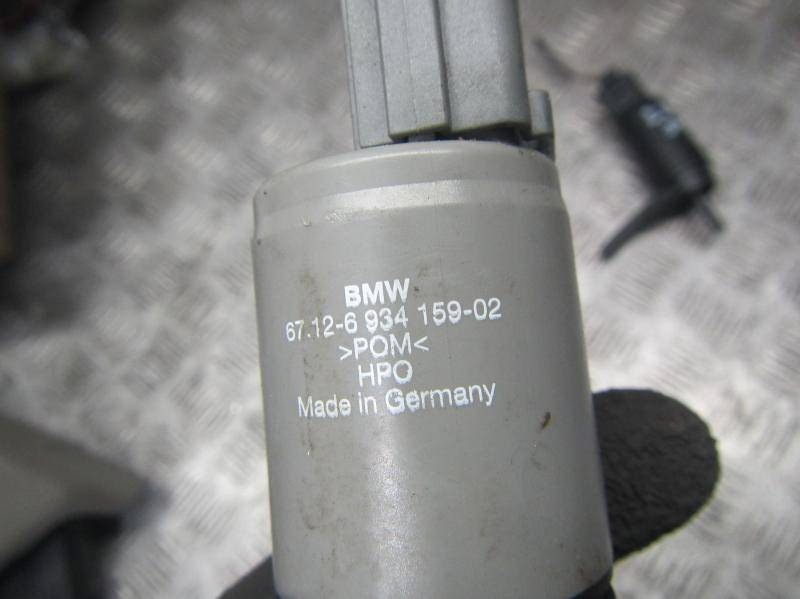 BMW
67.12-6 934 159-02
>POM<
HPO
Made in Germany